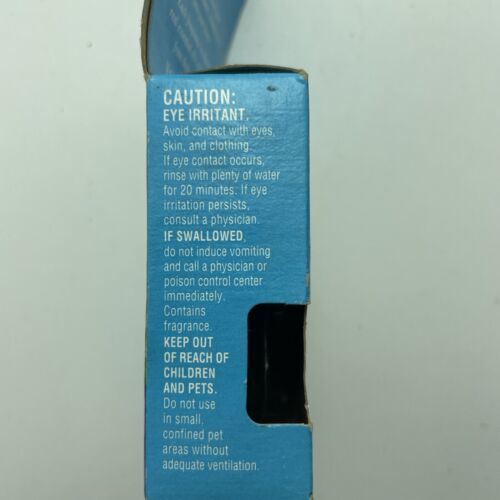 CAUTION:
EYE IRRITANT.
Avoid contact with eyes,
skin, and clothing.
If eye contact occurs,
rinse with plenty of water
for 20 minutes. If eye
irritation persists,
consult a physician.
IF SWALLOWED,
do not induce vomiting
and call a physician or
poison control center
immediately.
Contains
fragrance.
KEEP OUT
OF REACH OF
CHILDREN
AND PETS.
Do not use
in small,
confined pet
areas without
adequate ventilation.